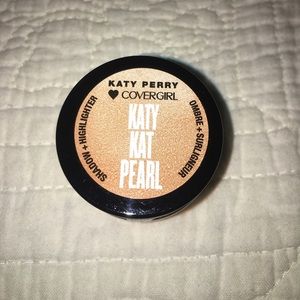 KATY PERRY
♥ COVERGIRL
KATY
KAT
PEARL
SHADOW + HIGHLIGHTER
OMBRE + SURLIGNEUR